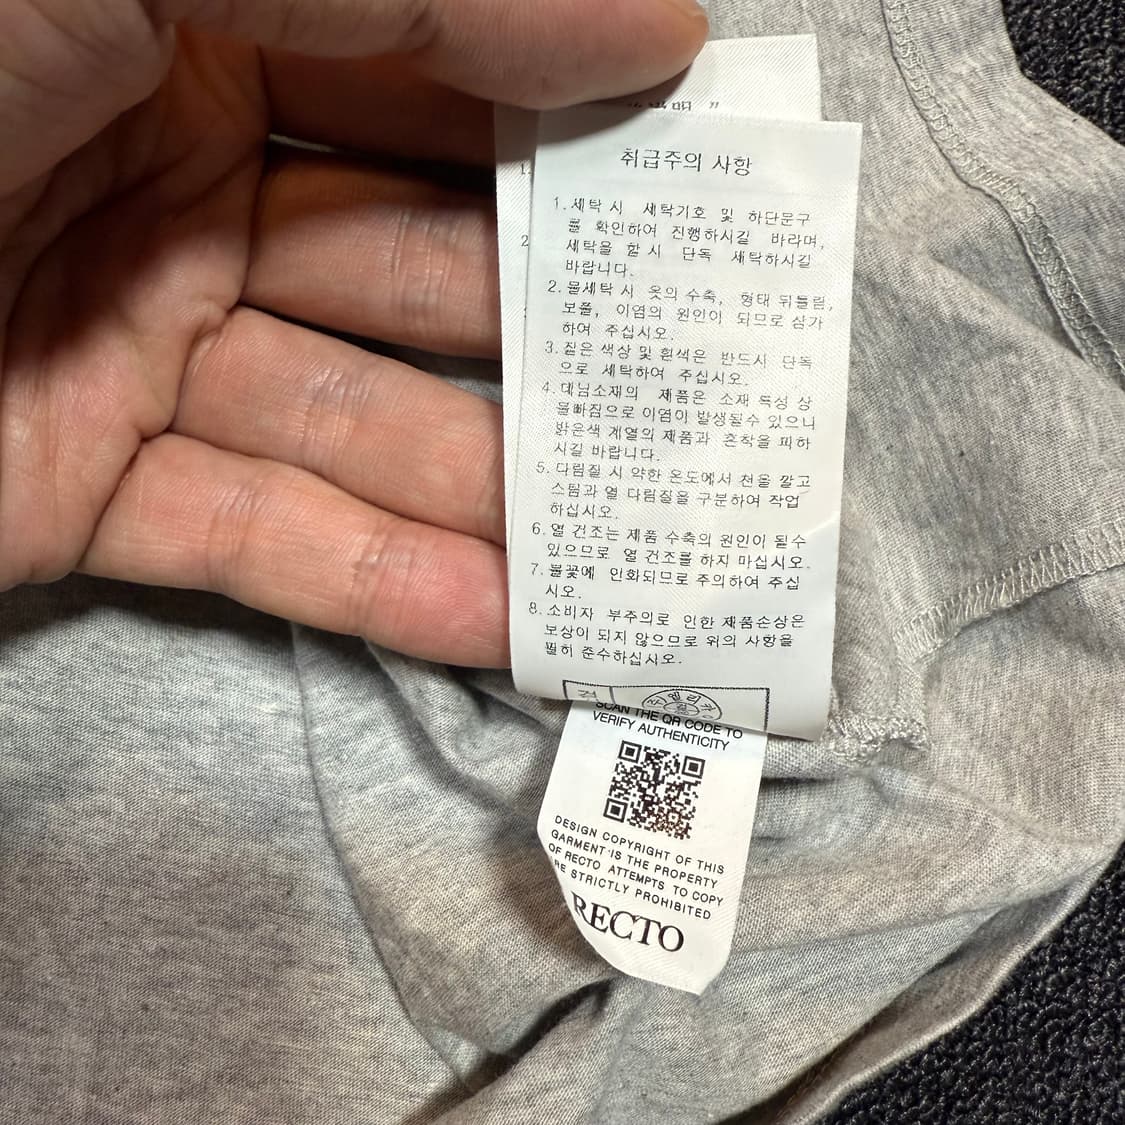 취급주의 사항
1. 세탁 시 세탁기호 및 하단문구
를 확인하여 진행하시길 바라며,
세탁을 할 시 단독 세탁하시길
바랍니다.
2. 물세탁 시 옷의 수축, 형태 뒤틀림,
보풀, 이염의 원인이 되므로 삼가
하여 주십시오.
3. 짙은 색상 및 흰색은 반드시 단독
으로 세탁하여 주십시오.
4. 데님소재의 제품은 소재 특성 상
물빠짐으로 이염이 발생될수 있으니
밝은색 계열의 제품과 혼착을 피하
시길 바랍니다.
5. 다림질 시 약한 온도에서 천을 깔고
스팀과 열 다림질을 구분하여 작업
하십시오.
6. 열 건조는 제품 수축의 원인이 될수
있으므로 열 건조를 하지 마십시오.
7. 불꽃에 인화되므로 주의하여 주십
시오.
8. 소비자 부주의로 인한 제품손상은
보상이 되지 않으므로 위의 사항을
필히 준수하십시오.
SCAN THE QR CODE TO
VERIFY AUTHENTICITY
DESIGN COPYRIGHT OF THIS
GARMENT IS THE PROPERTY
OF RECTO ATTEMPTS TO COPY
RE STRICTLY PROHIBITED
RECTO